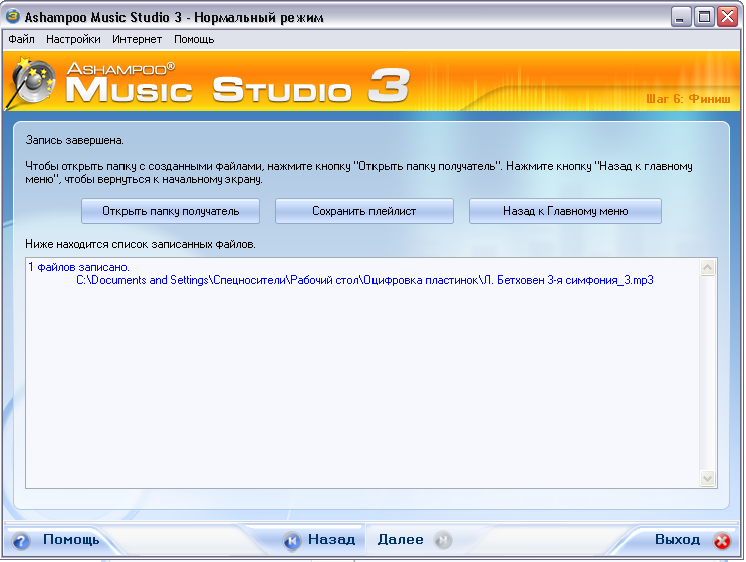 Ashampoo Music Studio 3 - Нормальный режим
Файл Настройки Интернет Помощь
ASHAMPOO®
MUSIC STUDIO 3
Шаг 6: Финиш
Запись завершена.
Чтобы открыть папку с созданными файлами, нажмите кнопку "Открыть папку получатель". Нажмите кнопку "Назад к главному
меню", чтобы вернуться к начальному экрану.
Открыть папку получатель Сохранить плейлист Назад к Главному меню
Ниже находится список записанных файлов.
1 файлов записано.
C:\Documents and Settings\Спецносители\Рабочий стол\Оцифровка пластинок\Л. Бетховен 3-я симфония_3.mp3
Помощь Назад Далее Выход